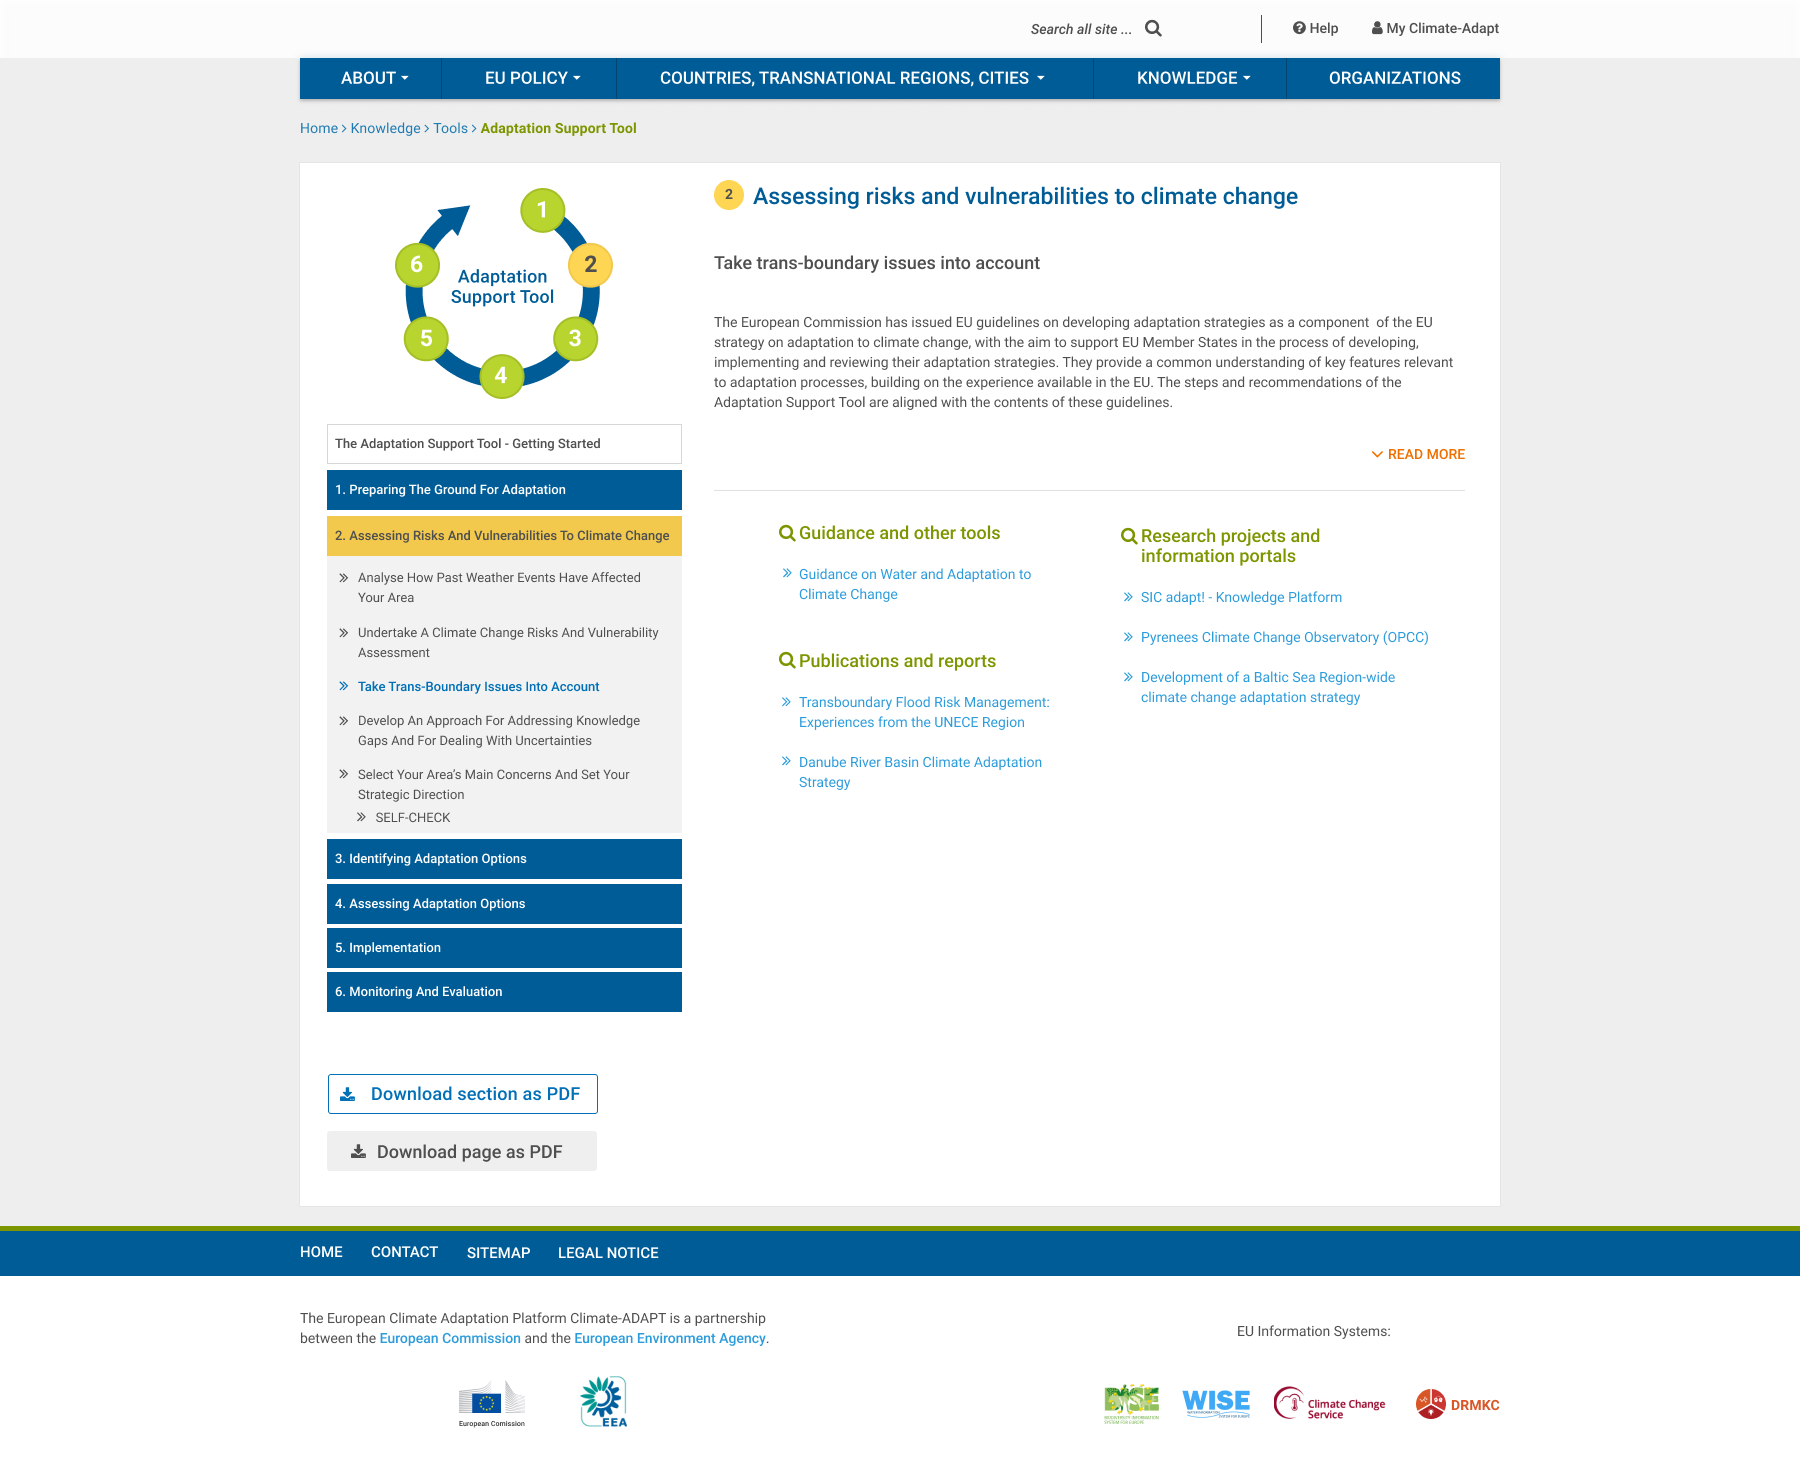 Search all site ...
Help
My Climate-Adapt
ABOUT
EU POLICY
COUNTRIES, TRANSNATIONAL REGIONS, CITIES
KNOWLEDGE
ORGANIZATIONS
Home > Knowledge > Tools > Adaptation Support Tool
1
2
3
4
5
6
Adaptation
Support Tool
The Adaptation Support Tool - Getting Started
1. Preparing The Ground For Adaptation
2. Assessing Risks And Vulnerabilities To Climate Change
Analyse How Past Weather Events Have Affected
Your Area
Undertake A Climate Change Risks And Vulnerability
Assessment
Take Trans-Boundary Issues Into Account
Develop An Approach For Addressing Knowledge
Gaps And For Dealing With Uncertainties
Select Your Area's Main Concerns And Set Your
Strategic Direction
SELF-CHECK
3. Identifying Adaptation Options
4. Assessing Adaptation Options
5. Implementation
6. Monitoring And Evaluation
Download section as PDF
Download page as PDF
2 Assessing risks and vulnerabilities to climate change
Take trans-boundary issues into account
The European Commission has issued EU guidelines on developing adaptation strategies as a component of the EU
strategy on adaptation to climate change, with the aim to support EU Member States in the process of developing,
implementing and reviewing their adaptation strategies. They provide a common understanding of key features relevant
to adaptation processes, building on the experience available in the EU. The steps and recommendations of the
Adaptation Support Tool are aligned with the contents of these guidelines.
READ MORE
Guidance and other tools
Guidance on Water and Adaptation to
Climate Change
Publications and reports
Transboundary Flood Risk Management:
Experiences from the UNECE Region
Danube River Basin Climate Adaptation
Strategy
Research projects and
information portals
SIC adapt! - Knowledge Platform
Pyrenees Climate Change Observatory (OPCC)
Development of a Baltic Sea Region-wide
climate change adaptation strategy
HOME
CONTACT
SITEMAP
LEGAL NOTICE
The European Climate Adaptation Platform Climate-ADAPT is a partnership
between the European Commission and the European Environment Agency.
European Comission
EEA
EU Information Systems:
BISE
BIODIVERSITY INFORMATION
SYSTEM FOR EUROPE
WISE
Climate Change
Service
DRMKC